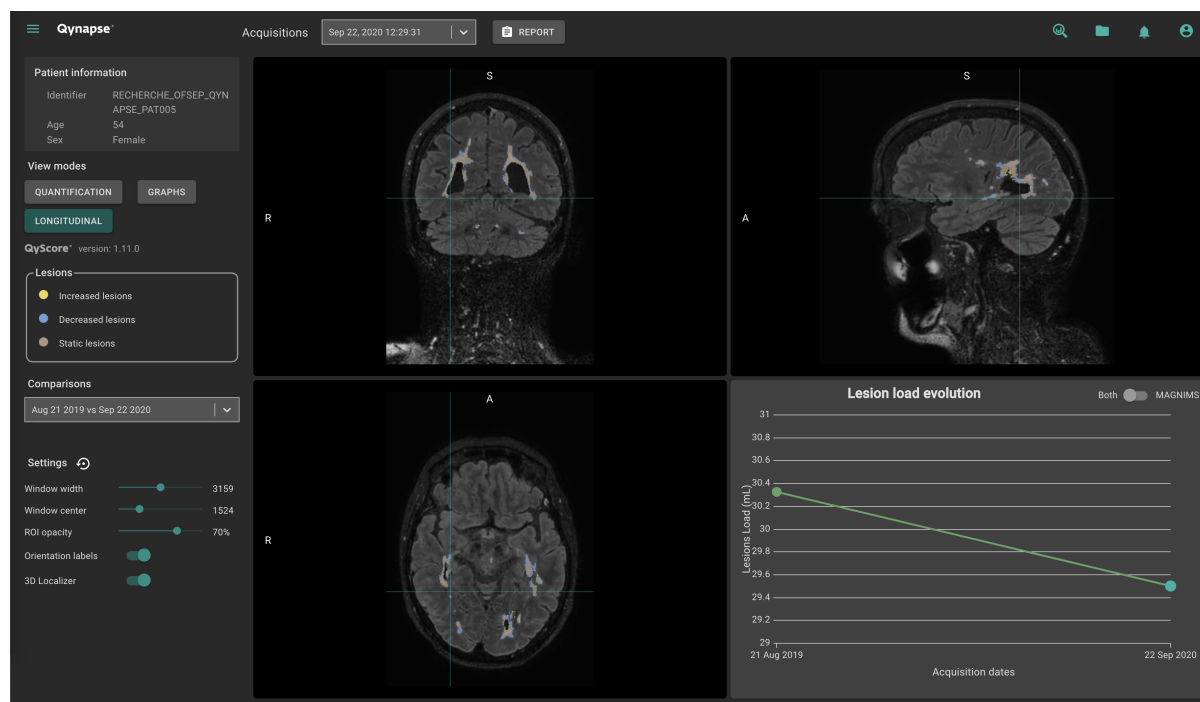 Qynapse+
Acquisitions
Sep 22, 2020 12:29:31
REPORT
Patient information
Identifier RECHERCHE_OFSEP_QYN
APSE_PAT005
Age 54
Sex Female
View modes
QUANTIFICATION GRAPHS
LONGITUDINAL
QyScore+ version: 1.11.0
Lesions
Increased lesions
Decreased lesions
Static lesions
Comparisons
Aug 21 2019 vs Sep 22 2020
Settings
Window width 3159
Window center 1524
ROI opacity 70%
Orientation labels
3D Localizer
S
R
S
A
A
R
Lesion load evolution
Both MAGNIMS
Lesions Load (mL)
31
30.8
30.6
30.4
30.2
30
29.8
29.6
29.4
29.2
29
21 Aug 2019 22 Sep 2020
Acquisition dates